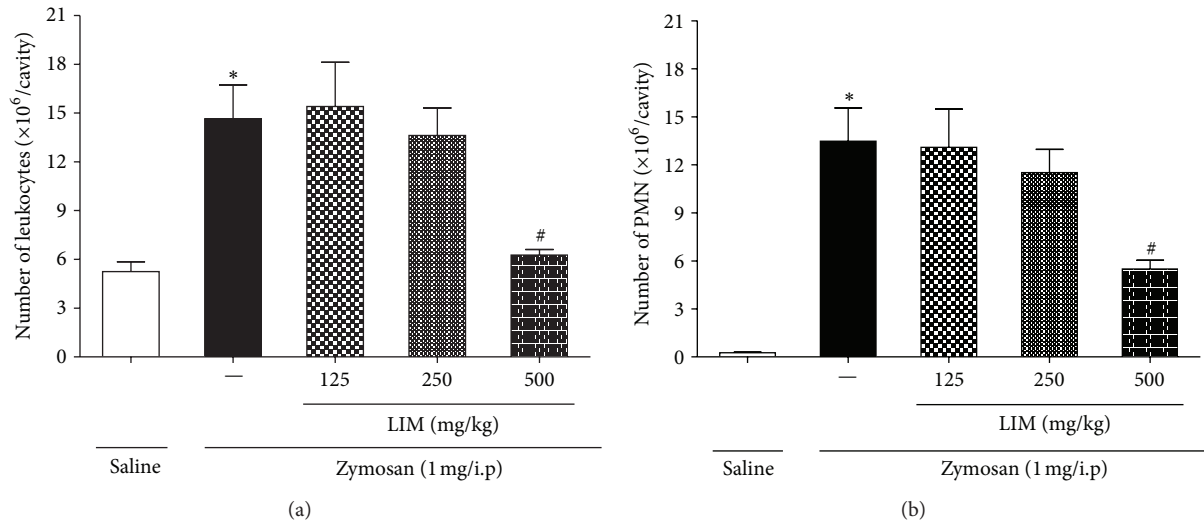 21
18
15
12
9
6
3
0
Number of leukocytes (×10⁶/cavity)
*
#
— 125 250 500
LIM (mg/kg)
Saline Zymosan (1 mg/i.p)
(a)
21
18
15
12
9
6
3
0
Number of PMN (×10⁶/cavity)
*
#
— 125 250 500
LIM (mg/kg)
Saline Zymosan (1 mg/i.p)
(b)